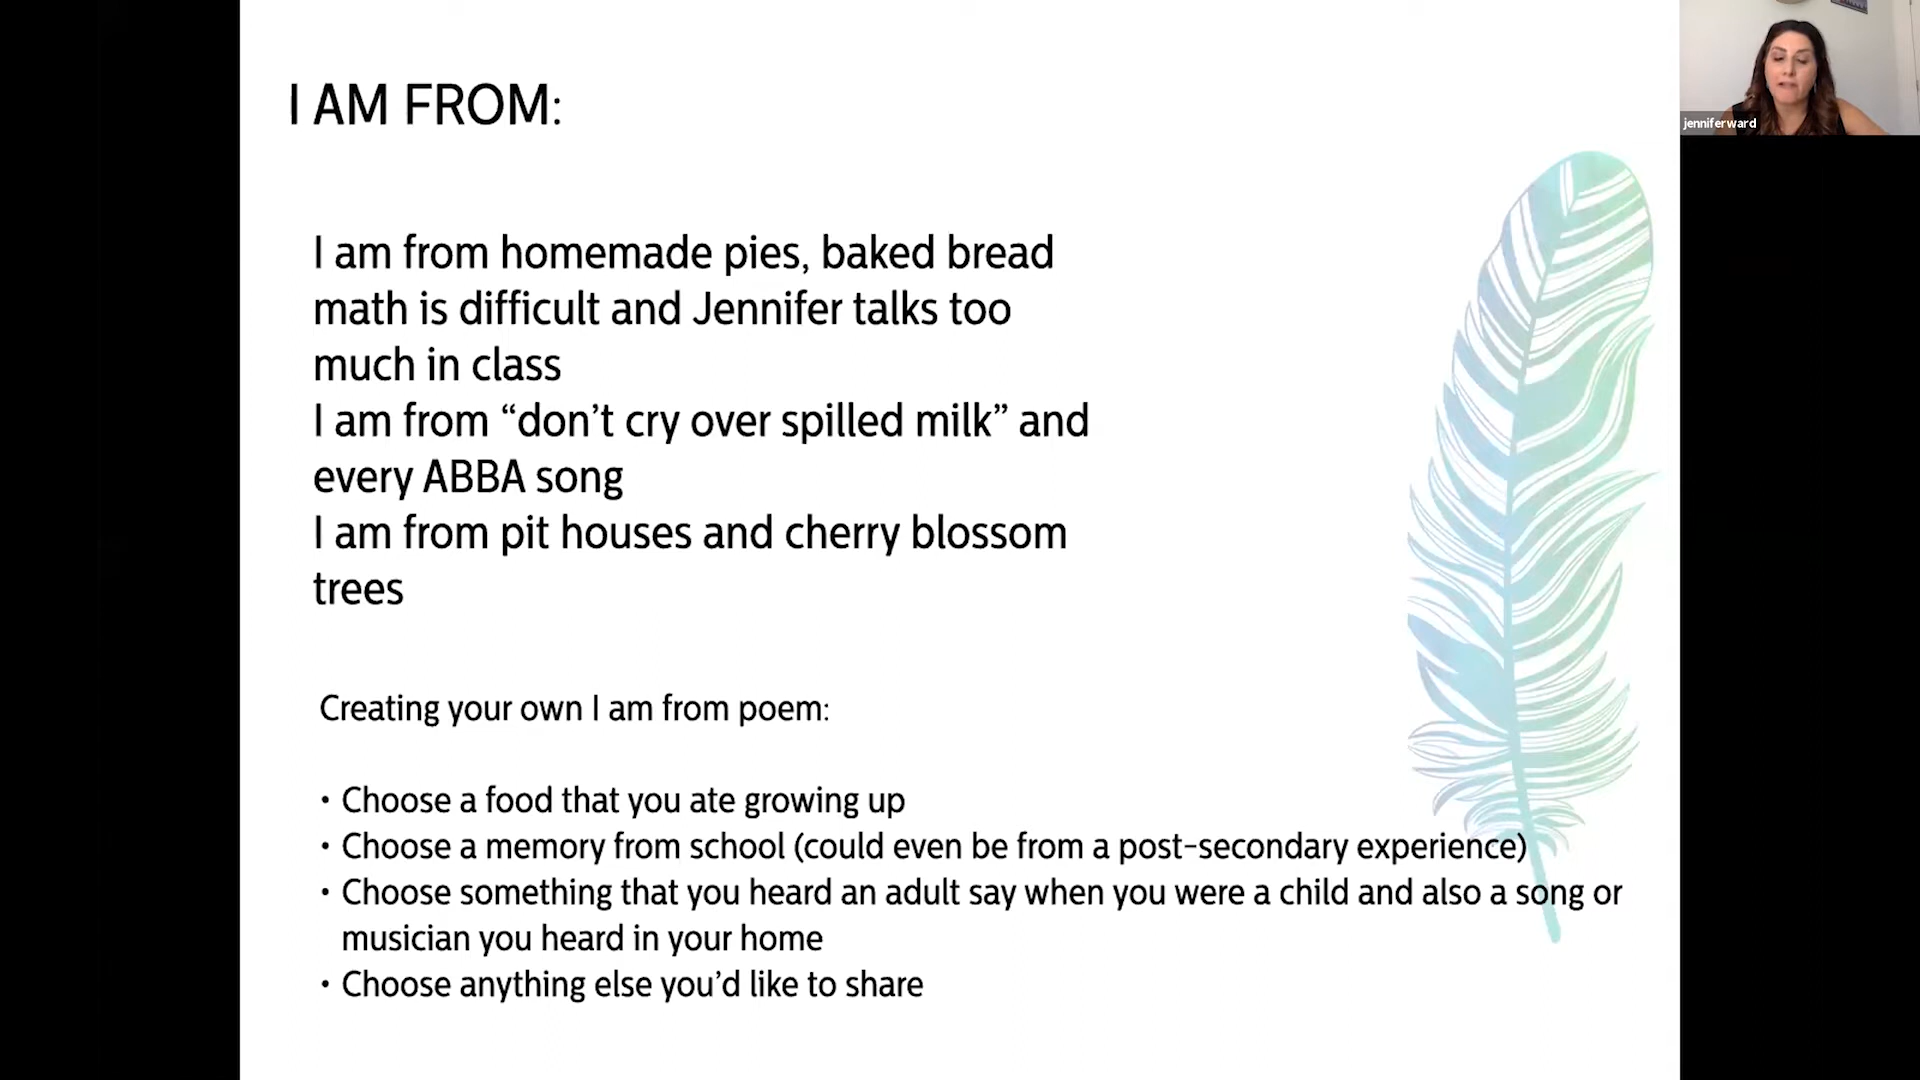 I AM FROM:
jenniferward
I am from homemade pies, baked bread
math is difficult and Jennifer talks too
much in class
I am from “don’t cry over spilled milk” and
every ABBA song
I am from pit houses and cherry blossom
trees
Creating your own I am from poem:
• Choose a food that you ate growing up
• Choose a memory from school (could even be from a post-secondary experience)
• Choose something that you heard an adult say when you were a child and also a song or
musician you heard in your home
• Choose anything else you’d like to share